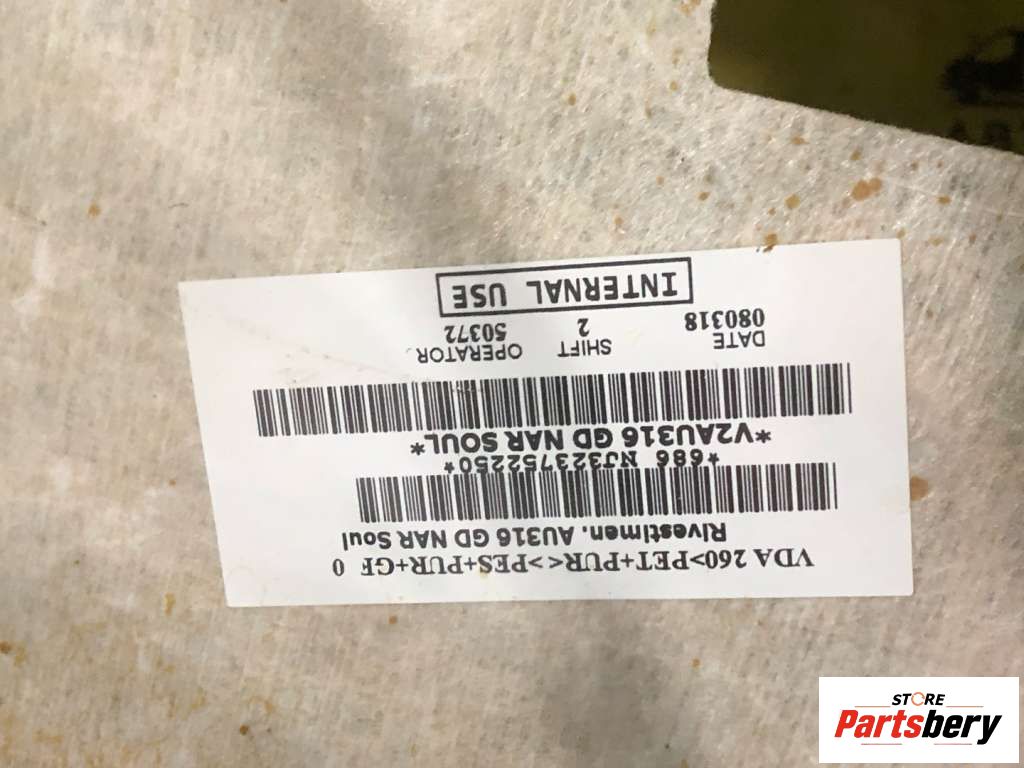 VDA 260>PET+PUR<>PES+PUR+GF 0
Rivestimen. AU316 GD NAR Soul
*686 NJ323752250*
*V2AU316 GD NAR SOUL*
DATE SHIFT OPERATOR
080318 2 50372
INTERNAL USE
STORE
Partsbery